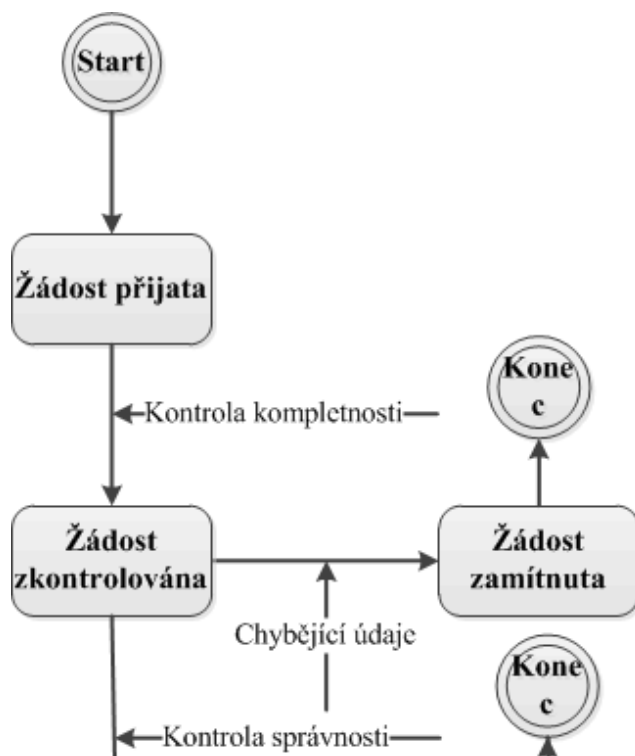 Start
Žádost přijata
Kone
c
Kontrola kompletnosti
Žádost
zkontrolována
Žádost
zamítnuta
Chybějící údaje
Kone
c
Kontrola správnosti